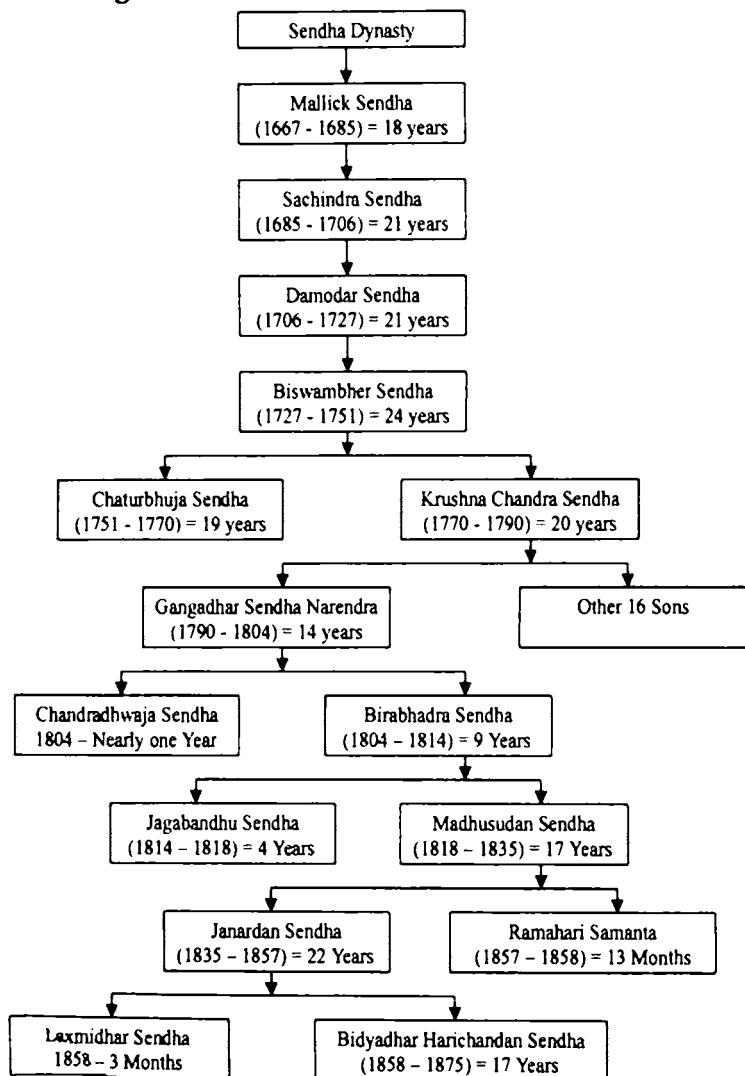 Sendha Dynasty
Mallick Sendha
(1667 - 1685) = 18 years
Sachindra Sendha
(1685 - 1706) = 21 years
Damodar Sendha
(1706 - 1727) = 21 years
Biswambher Sendha
(1727 - 1751) = 24 years
Chaturbhuja Sendha
(1751 - 1770) = 19 years
Krushna Chandra Sendha
(1770 - 1790) = 20 years
Gangadhar Sendha Narendra
(1790 - 1804) = 14 years
Other 16 Sons
Chandradhwaja Sendha
1804 – Nearly one Year
Birabhadra Sendha
(1804 – 1814) = 9 Years
Jagabandhu Sendha
(1814 – 1818) = 4 Years
Madhusudan Sendha
(1818 – 1835) = 17 Years
Janardan Sendha
(1835 – 1857) = 22 Years
Ramahari Samanta
(1857 – 1858) = 13 Months
Laxmidhar Sendha
1858 – 3 Months
Bidyadhar Harichandan Sendha
(1858 – 1875) = 17 Years